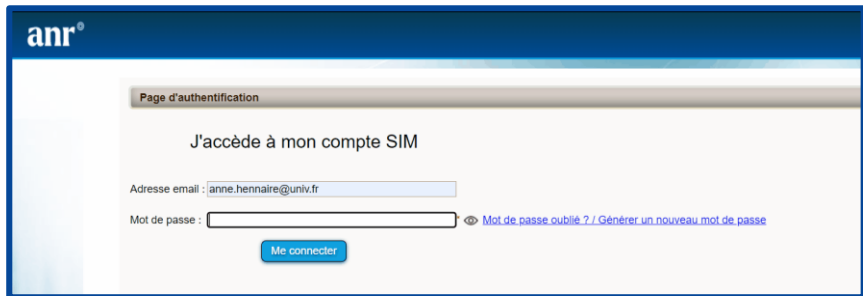 anr®
Page d'authentification
J'accède à mon compte SIM
Adresse email : anne.hennaire@univ.fr
Mot de passe : * Mot de passe oublié ? / Générer un nouveau mot de passe
Me connecter